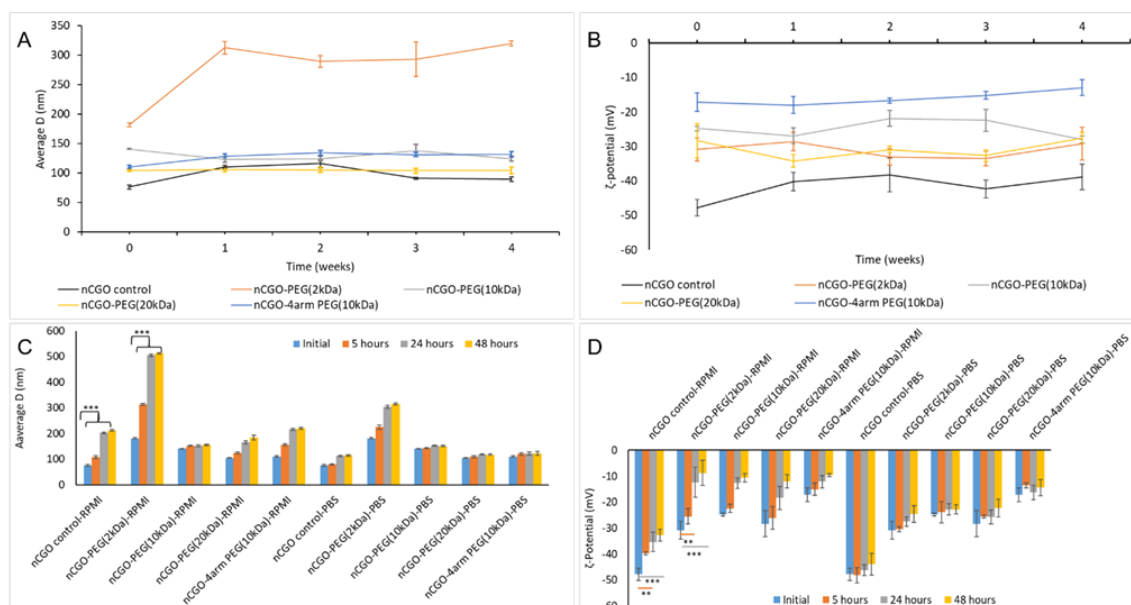 A
350
300
250
200
150
100
50
0
Average D (nm)
0 1 2 3 4
Time (weeks)
nCGO control nCGO-PEG(2kDa) nCGO-PEG(10kDa)
nCGO-PEG(20kDa) nCGO-4arm PEG(10kDa)
B
0 1 2 3 4
-0
-10
-20
-30
-40
-50
-60
ζ-potential (mV)
Time (weeks)
nCGO control nCGO-PEG(2kDa) nCGO-PEG(10kDa)
nCGO-PEG(20kDa) nCGO-4arm PEG(10kDa)
C
600
500
400
300
200
100
0
Aaverage D (nm)
*** ***
Initial 5 hours 24 hours 48 hours
nCGO control-RPMI
nCGO-PEG(2kDa)-RPMI
nCGO-PEG(10kDa)-RPMI
nCGO-PEG(20kDa)-RPMI
nCGO-4arm PEG(10kDa)-RPMI
nCGO control-PBS
nCGO-PEG(2kDa)-PBS
nCGO-PEG(10kDa)-PBS
nCGO-PEG(20kDa)-PBS
nCGO-4arm PEG(10kDa)-PBS
D
nCGO control-RPMI
nCGO-PEG(2kDa)-RPMI
nCGO-PEG(10kDa)-RPMI
nCGO-PEG(20kDa)-RPMI
nCGO-4arm PEG(10kDa)-RPMI
nCGO control-PBS
nCGO-PEG(2kDa)-PBS
nCGO-PEG(10kDa)-PBS
nCGO-PEG(20kDa)-PBS
nCGO-4arm PEG(10kDa)-PBS
0
-10
-20
-30
-40
-50
-60
ζ-Potential (mV)
**
***
***
**
Initial 5 hours 24 hours 48 hours